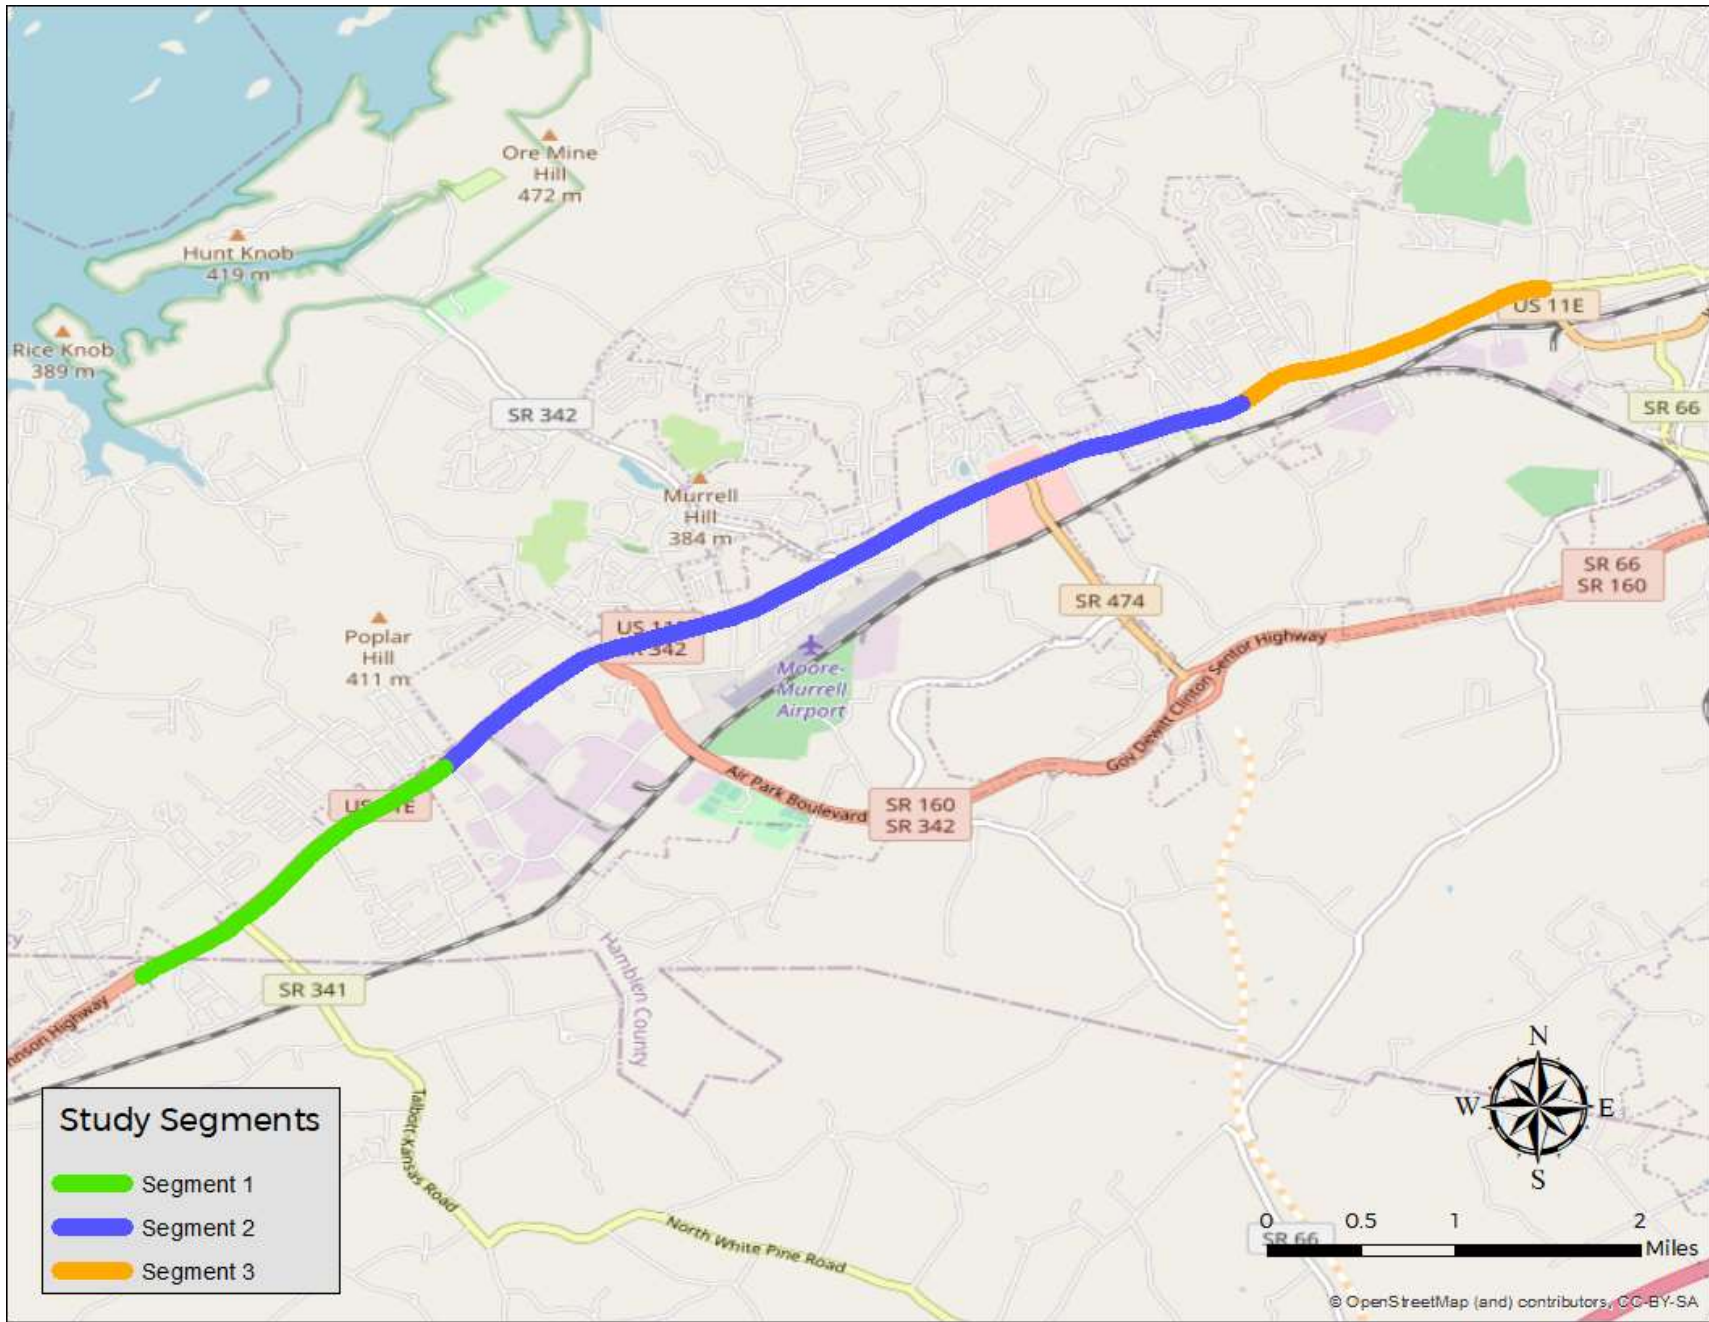 Ore Mine
Hill
472 m
Hunt Knob
419 m
Rice Knob
389 m
SR 342
US 11E
SR 66
Murrell
Hill
384 m
SR 66
SR 160
SR 474
Poplar
Hill
411 m
Moore-
Murrell
Airport
Gov Dewitt Clinton Sentor Highway
Air Park Boulevard
SR 160
SR 342
Hamblen County
SR 341
hnson Highway
Talbott-Kansas Road
North White Pine Road
Study Segments
Segment 1
Segment 2
Segment 3
N
W
E
S
0 0.5 1 2
Miles
SR 66
© OpenStreetMap (and) contributors, CC-BY-SA